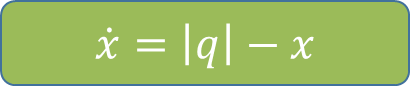 ẋ = |q| − x